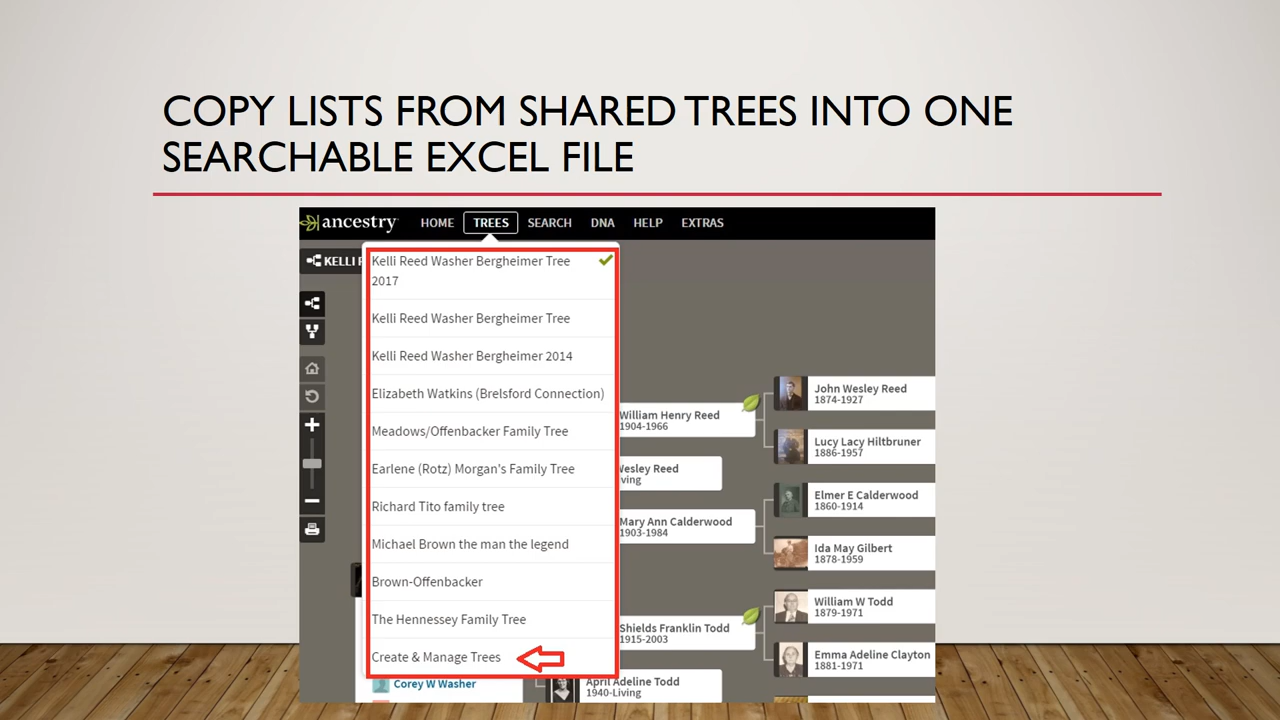 COPY LISTS FROM SHARED TREES INTO ONE
SEARCHABLE EXCEL FILE
ancestry HOME TREES SEARCH DNA HELP EXTRAS
KELLI
Kelli Reed Washer Bergheimer Tree
2017
Kelli Reed Washer Bergheimer Tree
Kelli Reed Washer Bergheimer 2014
Elizabeth Watkins (Brelsford Connection)
Meadows/Offenbacker Family Tree
Earlene (Rotz) Morgan's Family Tree
Richard Tito family tree
Michael Brown the man the legend
Brown-Offenbacker
The Hennessey Family Tree
Create & Manage Trees
Corey W Washer
William Henry Reed
1904-1966
Wesley Reed
Mary Ann Calderwood
1903-1984
Shields Franklin Todd
1915-2003
April Adeline Todd
1940-Living
John Wesley Reed
1874-1927
Lucy Lacy Hiltbruner
1886-1957
Elmer E Calderwood
1860-1914
Ida May Gilbert
1878-1959
William W Todd
1879-1971
Emma Adeline Clayton
1881-1971